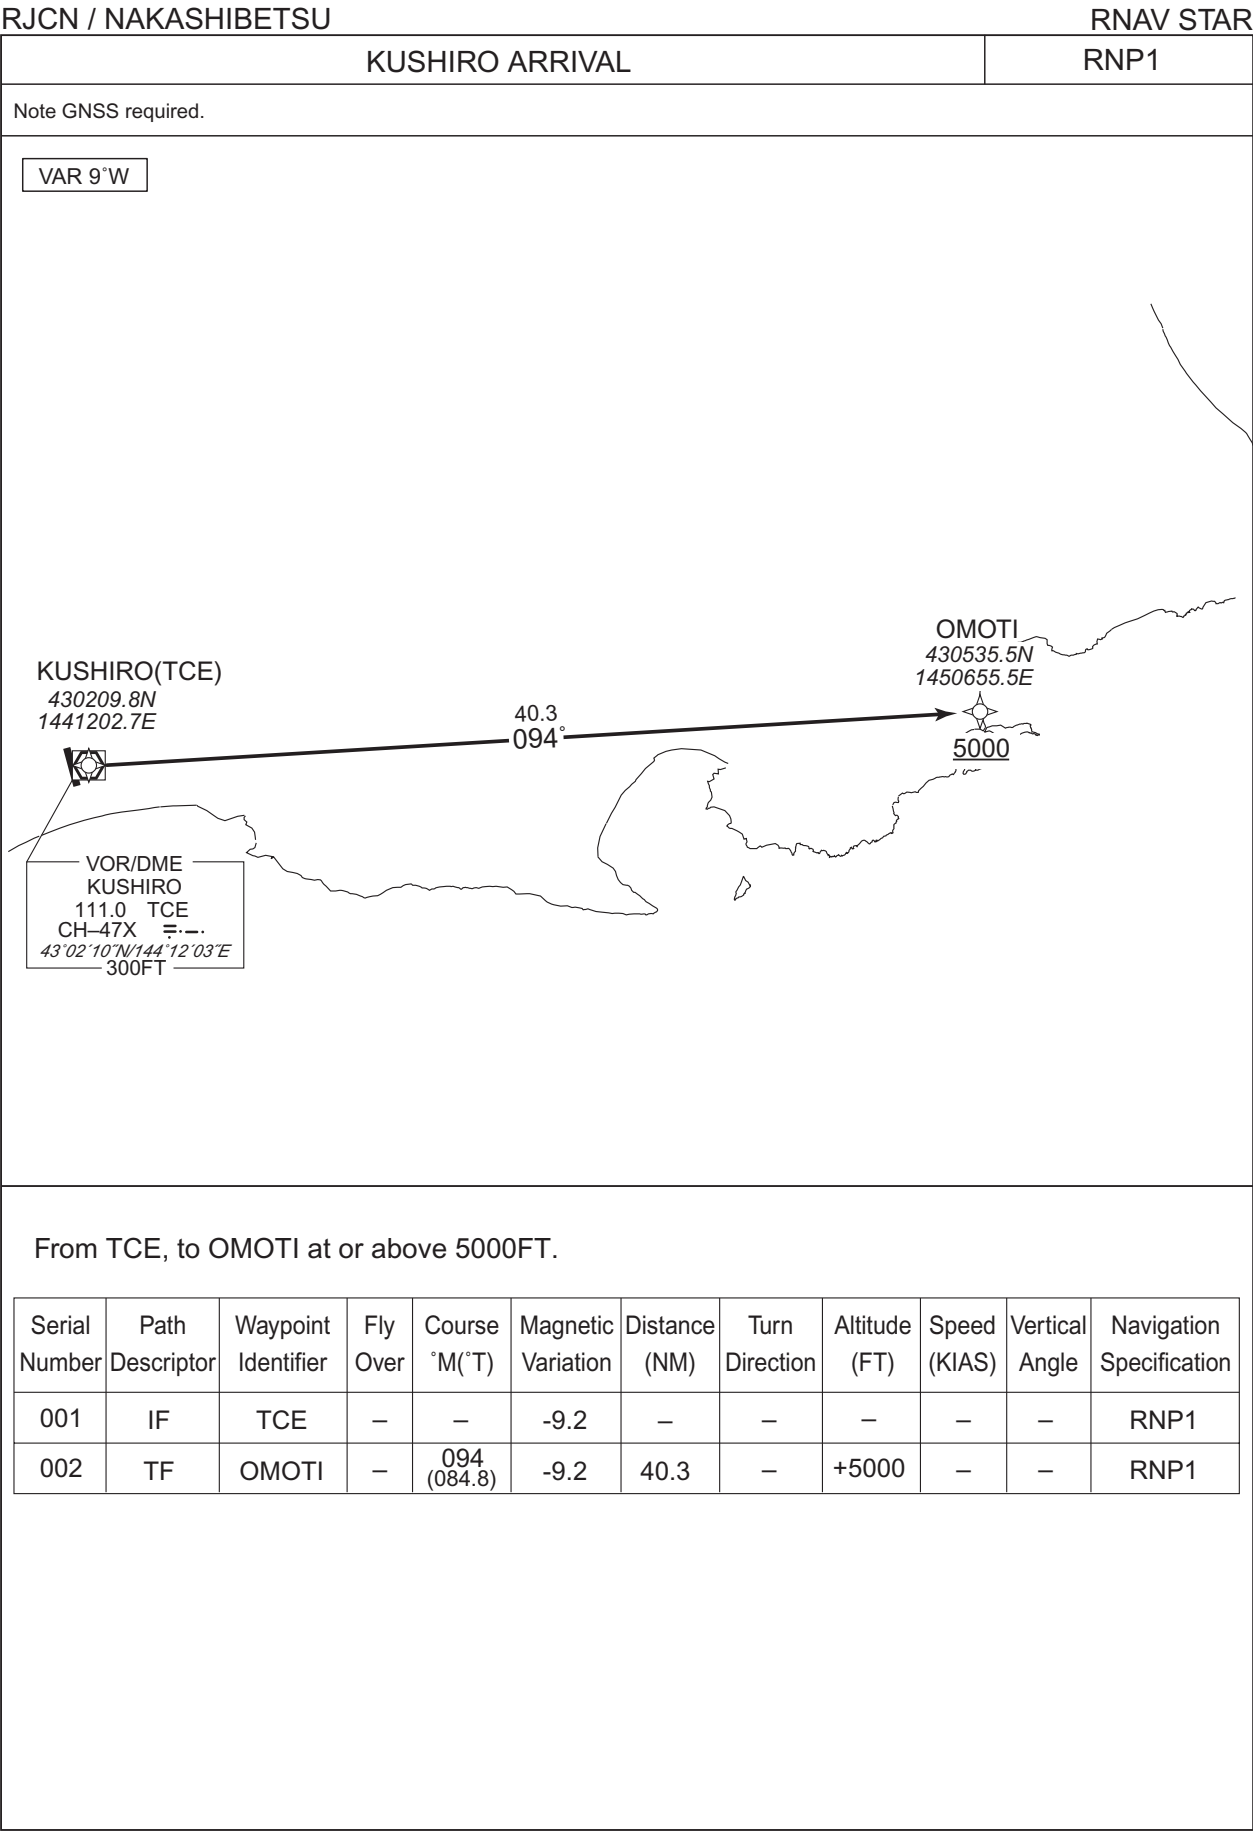 RJCN / NAKASHIBETSU
RNAV STAR
KUSHIRO ARRIVAL
RNP1
Note GNSS required.
VAR 9˚W
OMOTI
430535.5N
1450655.5E
5000
KUSHIRO(TCE)
430209.8N
1441202.7E
40.3
094˚
VOR/DME
KUSHIRO
111.0 TCE
CH–47X
43˚02´10˝N/144˚12´03˝E
300FT
From TCE, to OMOTI at or above 5000FT.
Serial Number Path Descriptor Waypoint Identifier Fly Over Course ˚M(˚T) Magnetic Variation Distance (NM) Turn Direction Altitude (FT) Speed (KIAS) Vertical Angle Navigation Specification
001 IF TCE – – -9.2 – – – – – RNP1
002 TF OMOTI – 094 (084.8) -9.2 40.3 – +5000 – – RNP1